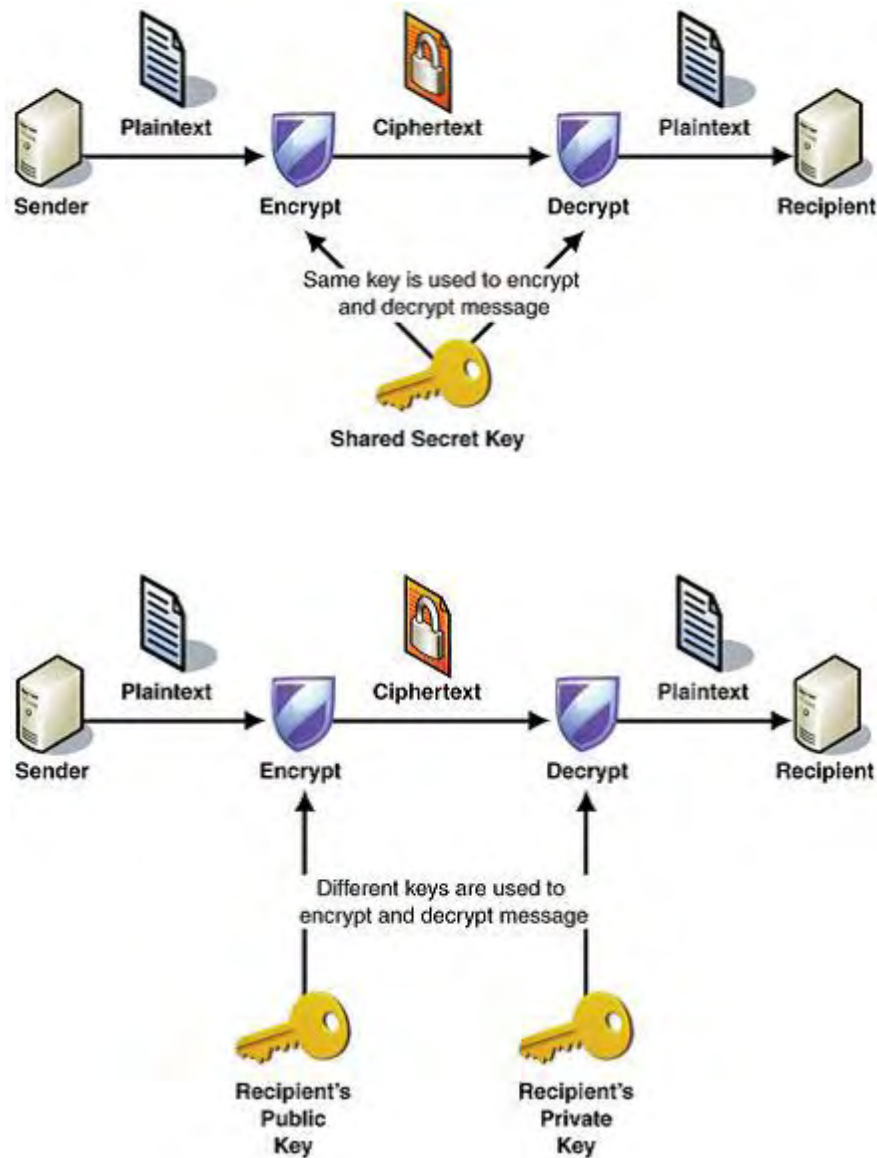 Plaintext
Ciphertext
Plaintext
Sender
Encrypt
Decrypt
Recipient
Same key is used to encrypt
and decrypt message
Shared Secret Key
Plaintext
Ciphertext
Plaintext
Sender
Encrypt
Decrypt
Recipient
Different keys are used to
encrypt and decrypt message
Recipient's
Public
Key
Recipient's
Private
Key